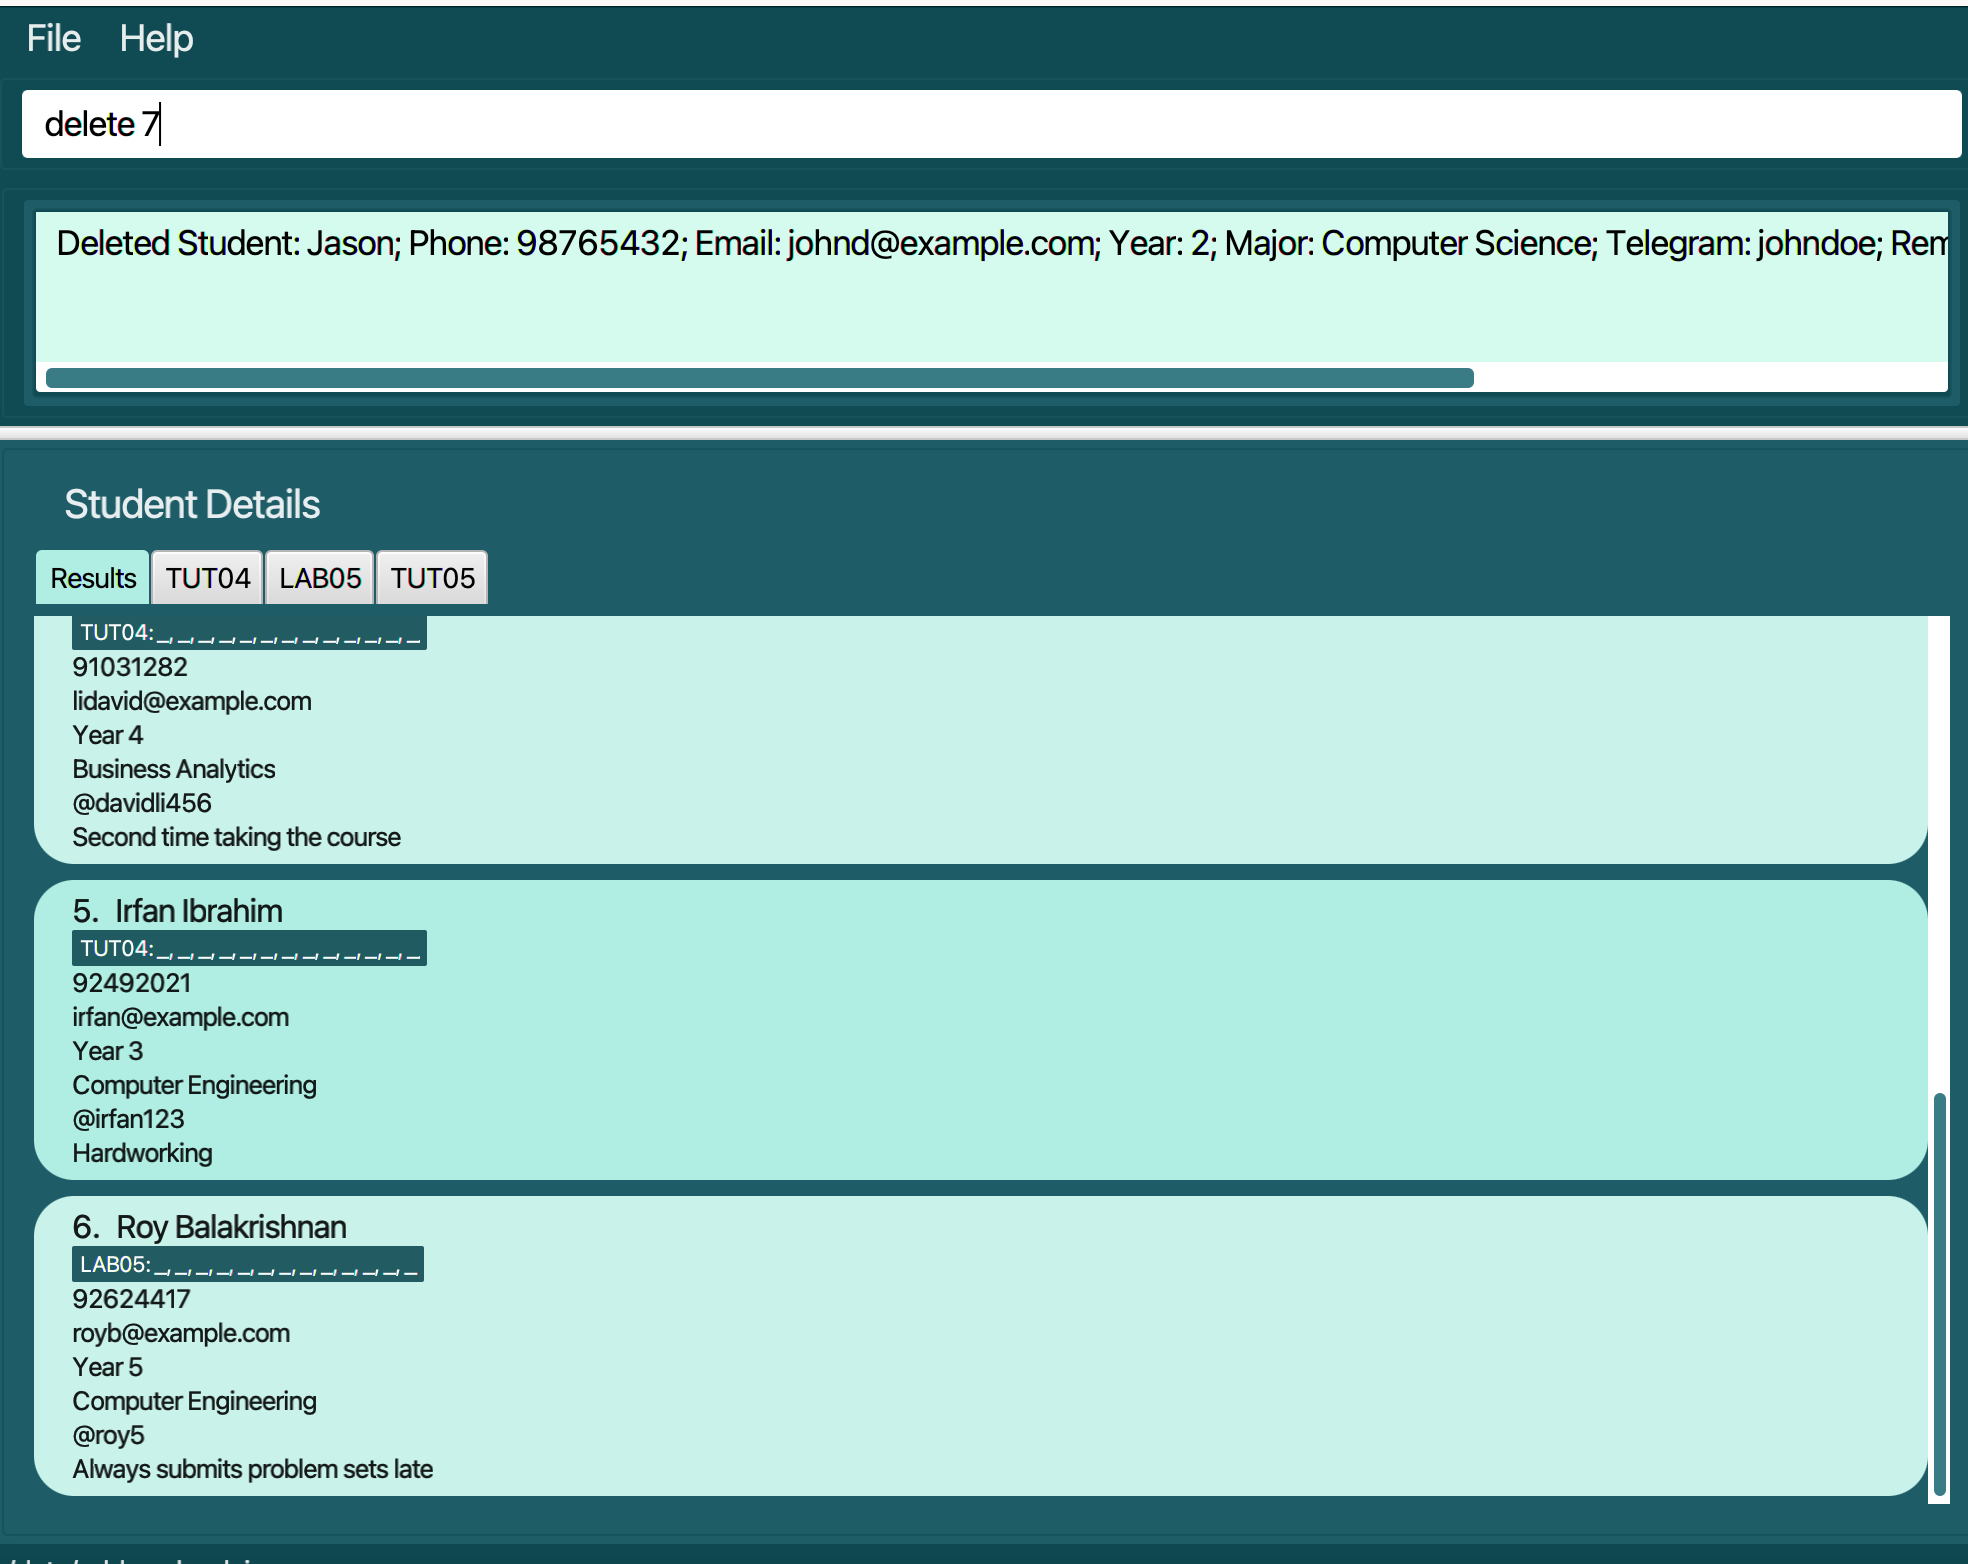 File Help
delete 7
Deleted Student: Jason; Phone: 98765432; Email: johnd@example.com; Year: 2; Major: Computer Science; Telegram: johndoe; Rem
Student Details
Results TUT04 LAB05 TUT05
TUT04: _, _, _, _, _, _, _, _, _, _, _, _, _
91031282
lidavid@example.com
Year 4
Business Analytics
@davidli456
Second time taking the course
5. Irfan Ibrahim
TUT04: _, _, _, _, _, _, _, _, _, _, _, _, _
92492021
irfan@example.com
Year 3
Computer Engineering
@irfan123
Hardworking
6. Roy Balakrishnan
LAB05: _, _, _, _, _, _, _, _, _, _, _, _, _
92624417
royb@example.com
Year 5
Computer Engineering
@roy5
Always submits problem sets late